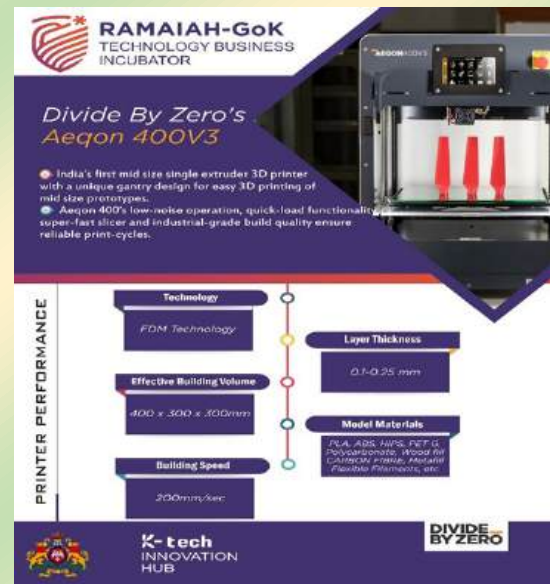 RAMAIAH-GoK
TECHNOLOGY BUSINESS
INCUBATOR
AEQON400V3
Divide By Zero's
Aeqon 400V3
India's first mid size single extruder 3D printer
with a unique gantry design for easy 3D printing of
mid size prototypes.
Aeqon 400's low-noise operation, quick-load functionality,
super-fast slicer and industrial-grade build quality ensure
reliable print-cycles.
PRINTER PERFORMANCE
Technology
FDM Technology
Layer Thickness
0.1-0.25 mm
Effective Building Volume
400 x 300 x 300mm
Model Materials
PLA, ABS, HIPS, PET G,
Polycarbonate, Wood fill
CARBON FIBRE, Metafill
Flexible Filaments, etc
Building Speed
200mm/sec
K-tech
INNOVATION
HUB
DIVIDE
BY ZERO